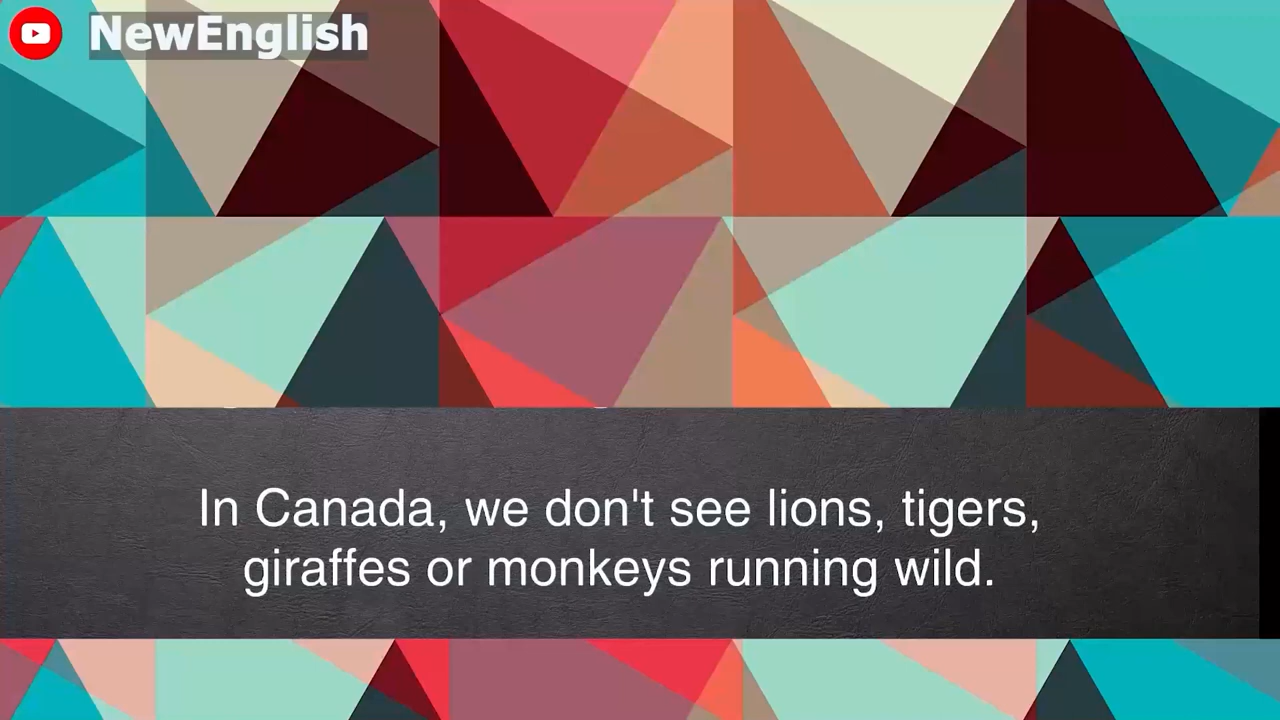 NewEnglish
In Canada, we don't see lions, tigers,
giraffes or monkeys running wild.